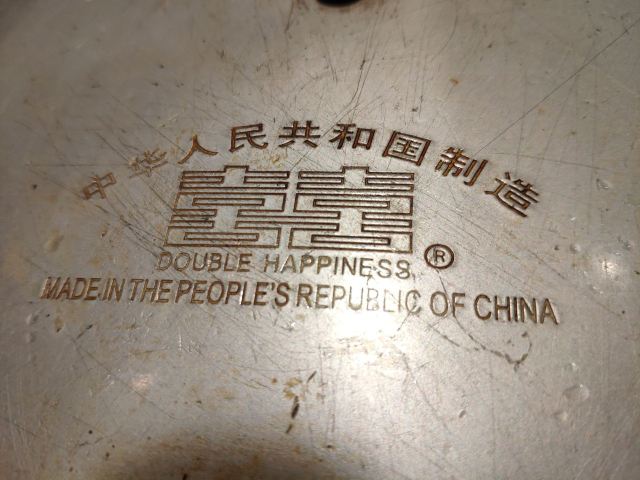 中华人民共和国制造
囍
DOUBLE HAPPINESS ®
MADE IN THE PEOPLE'S REPUBLIC OF CHINA